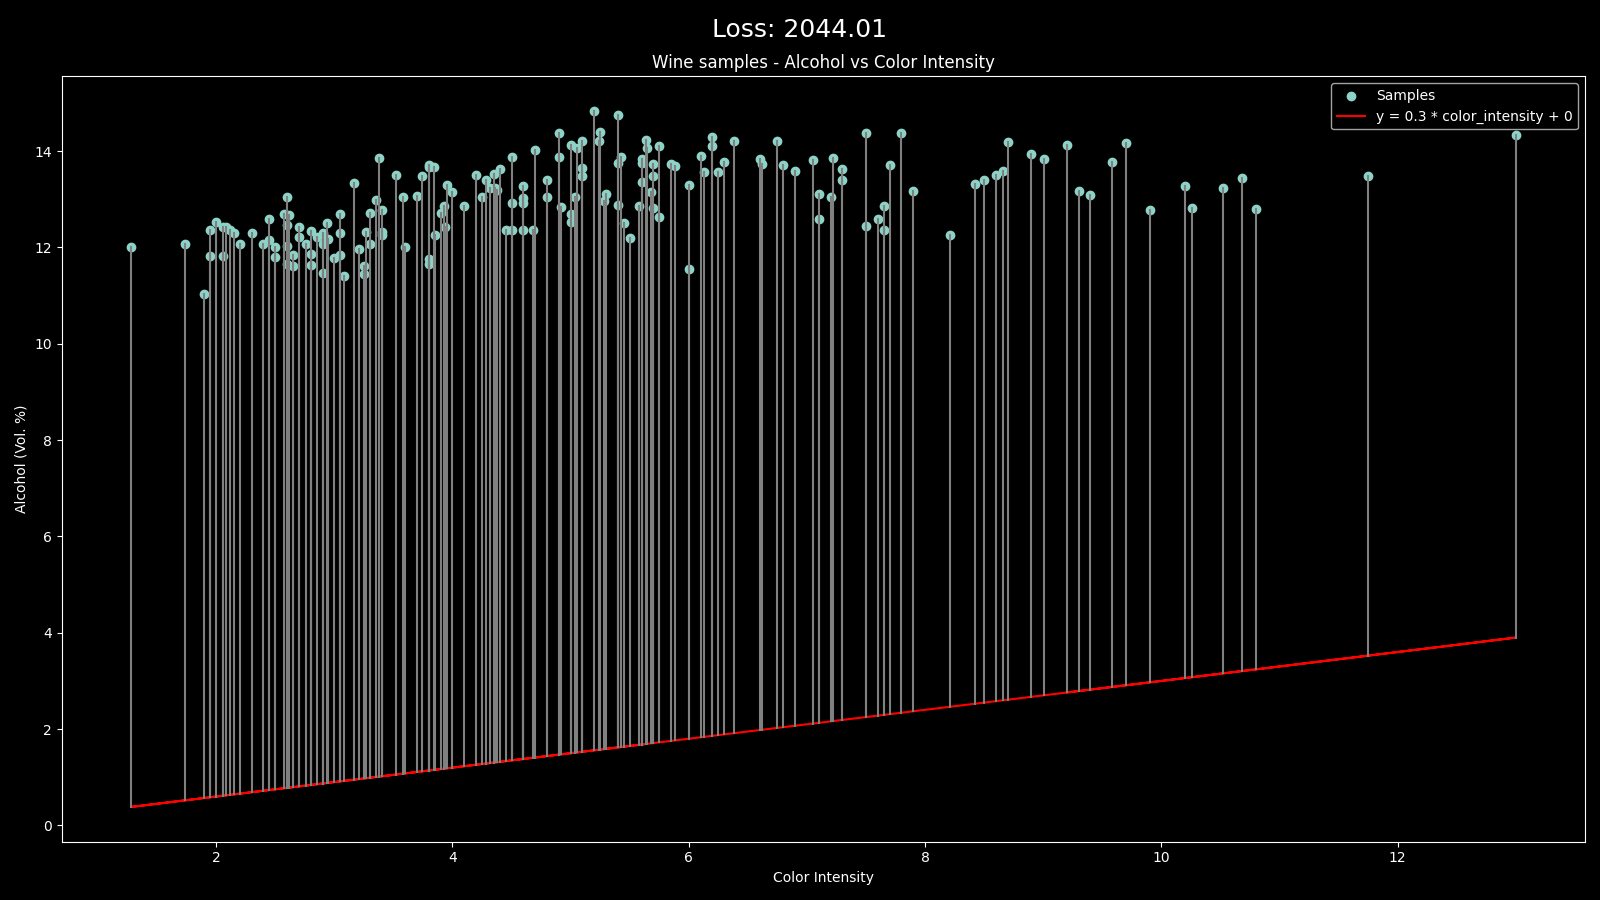 Loss: 2044.01
Wine samples - Alcohol vs Color Intensity
Samples
y = 0.3 * color_intensity + 0
14
12
10
8
6
4
2
0
Alcohol (Vol. %)
2 4 6 8 10 12
Color Intensity